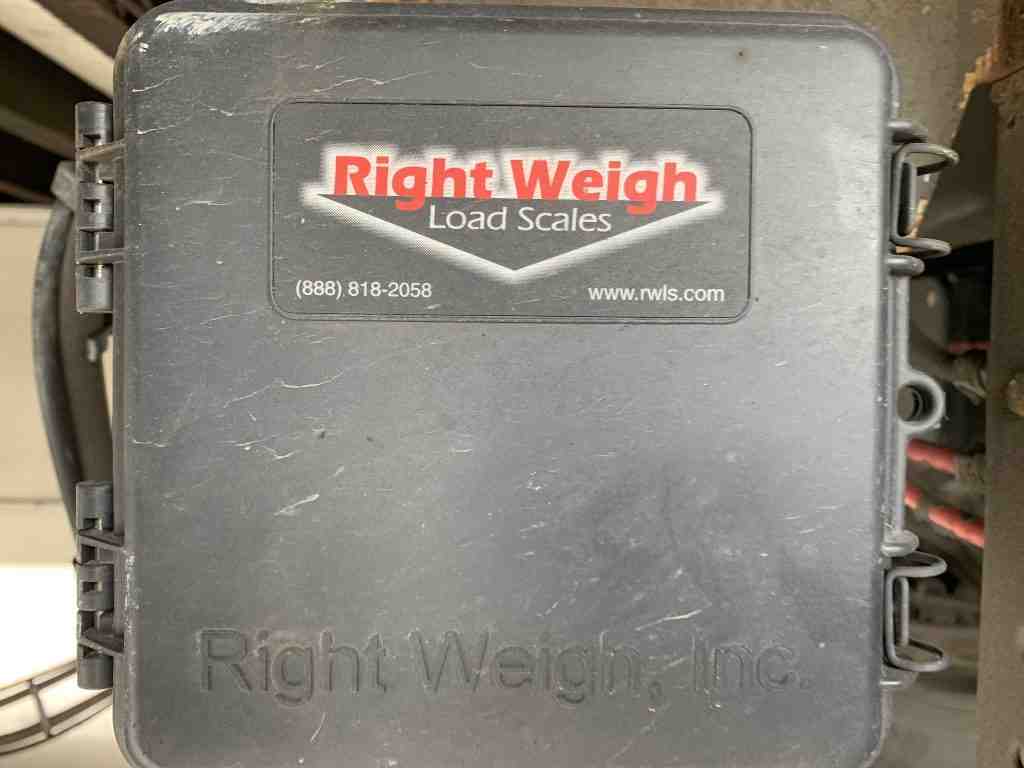 Right Weigh
Load Scales
(888) 818-2058 www.rwls.com
Right Weigh, Inc.